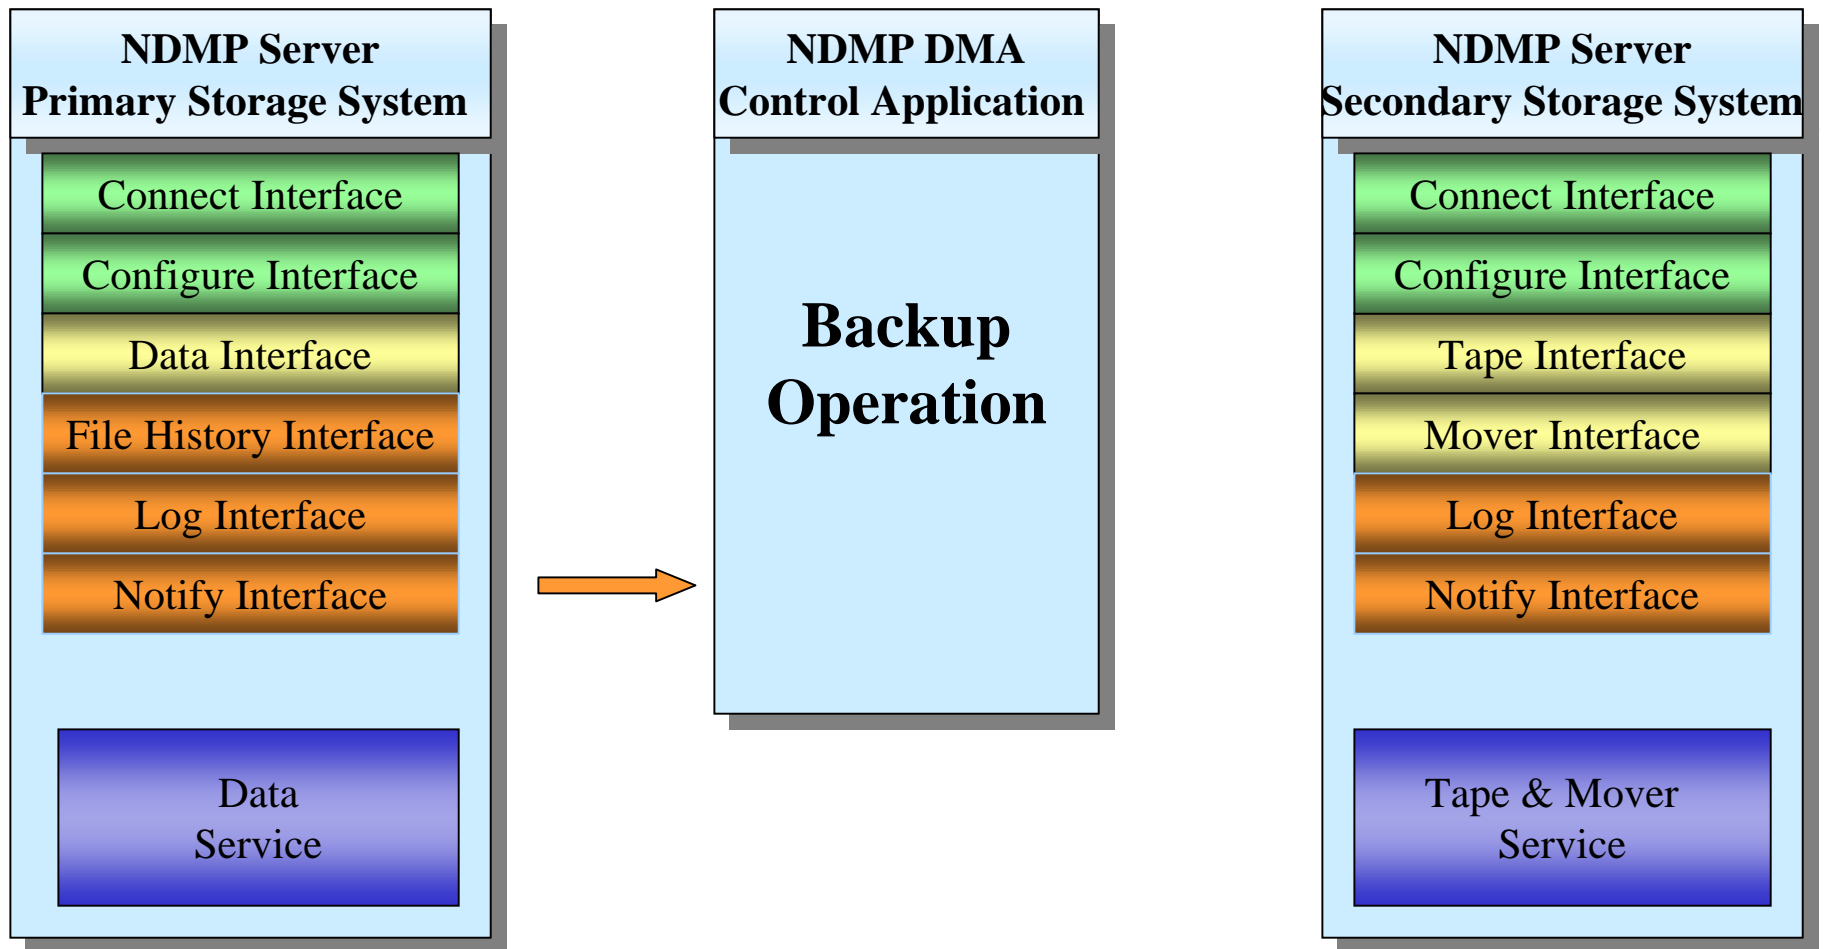 NDMP Server
Primary Storage System
Connect Interface
Configure Interface
Data Interface
File History Interface
Log Interface
Notify Interface
Data
Service
NDMP DMA
Control Application
Backup
Operation
NDMP Server
Secondary Storage System
Connect Interface
Configure Interface
Tape Interface
Mover Interface
Log Interface
Notify Interface
Tape & Mover
Service